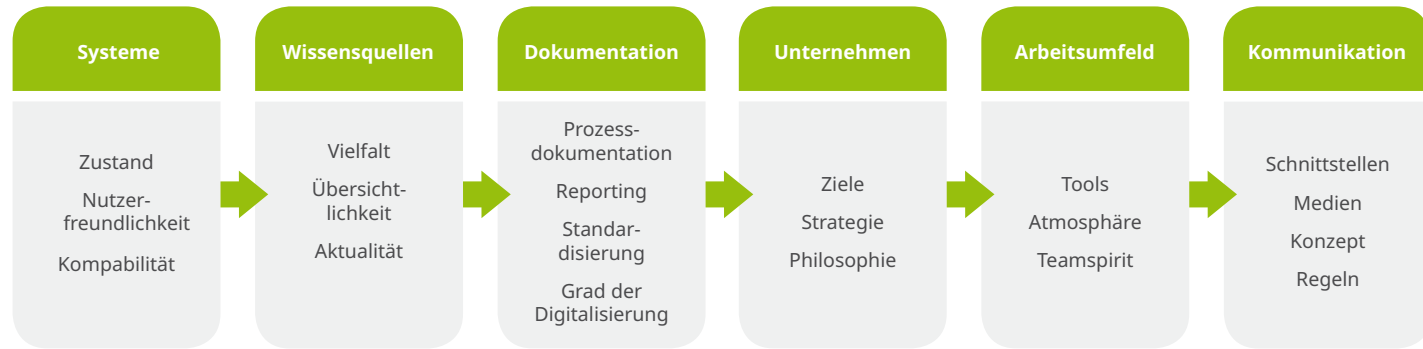 Systeme
Zustand
Nutzer-
freundlichkeit
Kompabilität
Wissensquellen
Vielfalt
Übersicht-
lichkeit
Aktualität
Dokumentation
Prozess-
dokumentation
Reporting
Standar-
disierung
Grad der
Digitalisierung
Unternehmen
Ziele
Strategie
Philosophie
Arbeitsumfeld
Tools
Atmosphäre
Teamspirit
Kommunikation
Schnittstellen
Medien
Konzept
Regeln